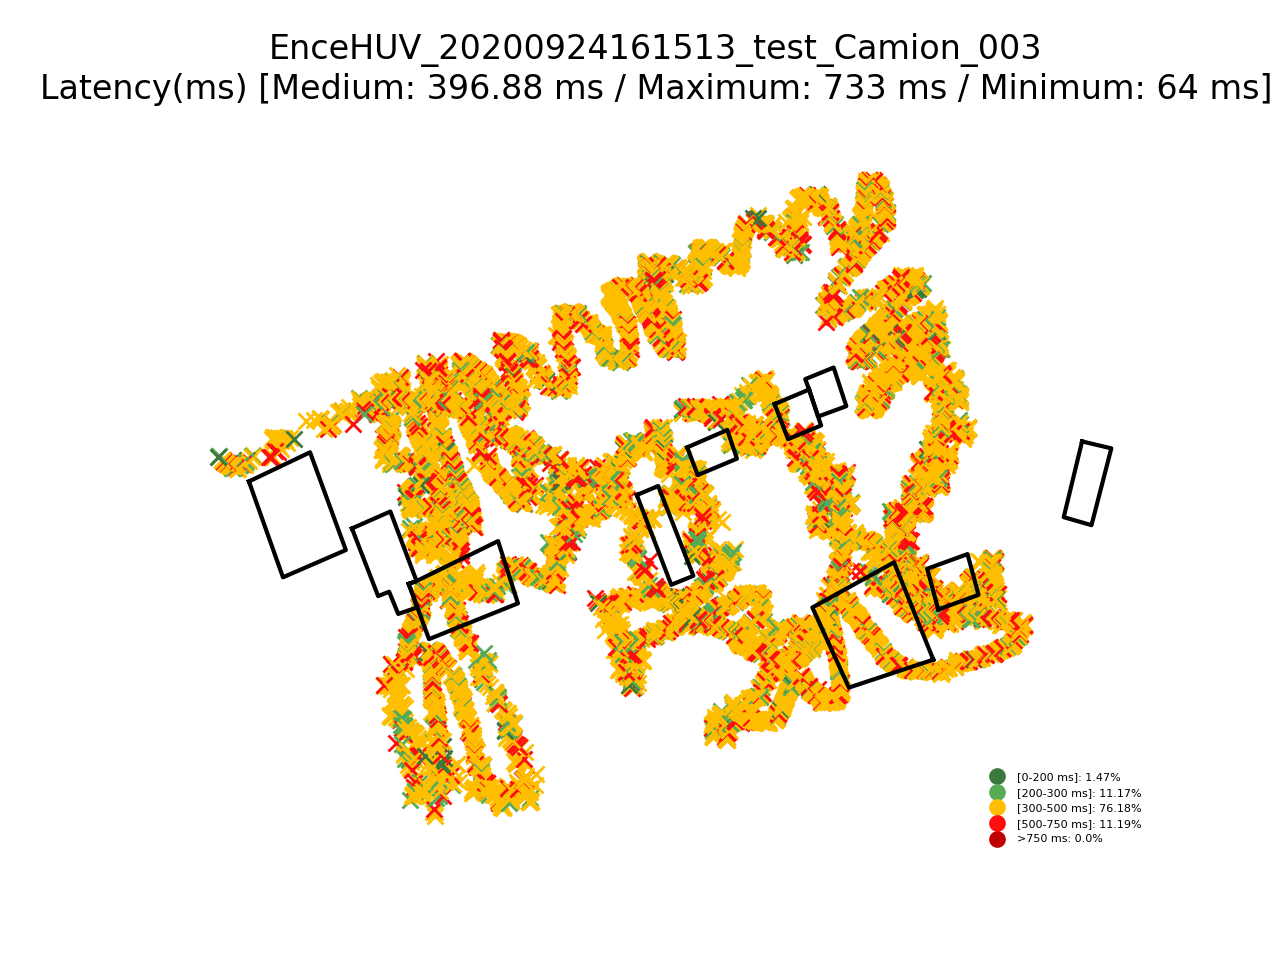 EnceHUV_20200924161513_test_Camion_003
Latency(ms) [Medium: 396.88 ms / Maximum: 733 ms / Minimum: 64 ms]
[0-200 ms]: 1.47%
[200-300 ms]: 11.17%
[300-500 ms]: 76.18%
[500-750 ms]: 11.19%
>750 ms: 0.0%